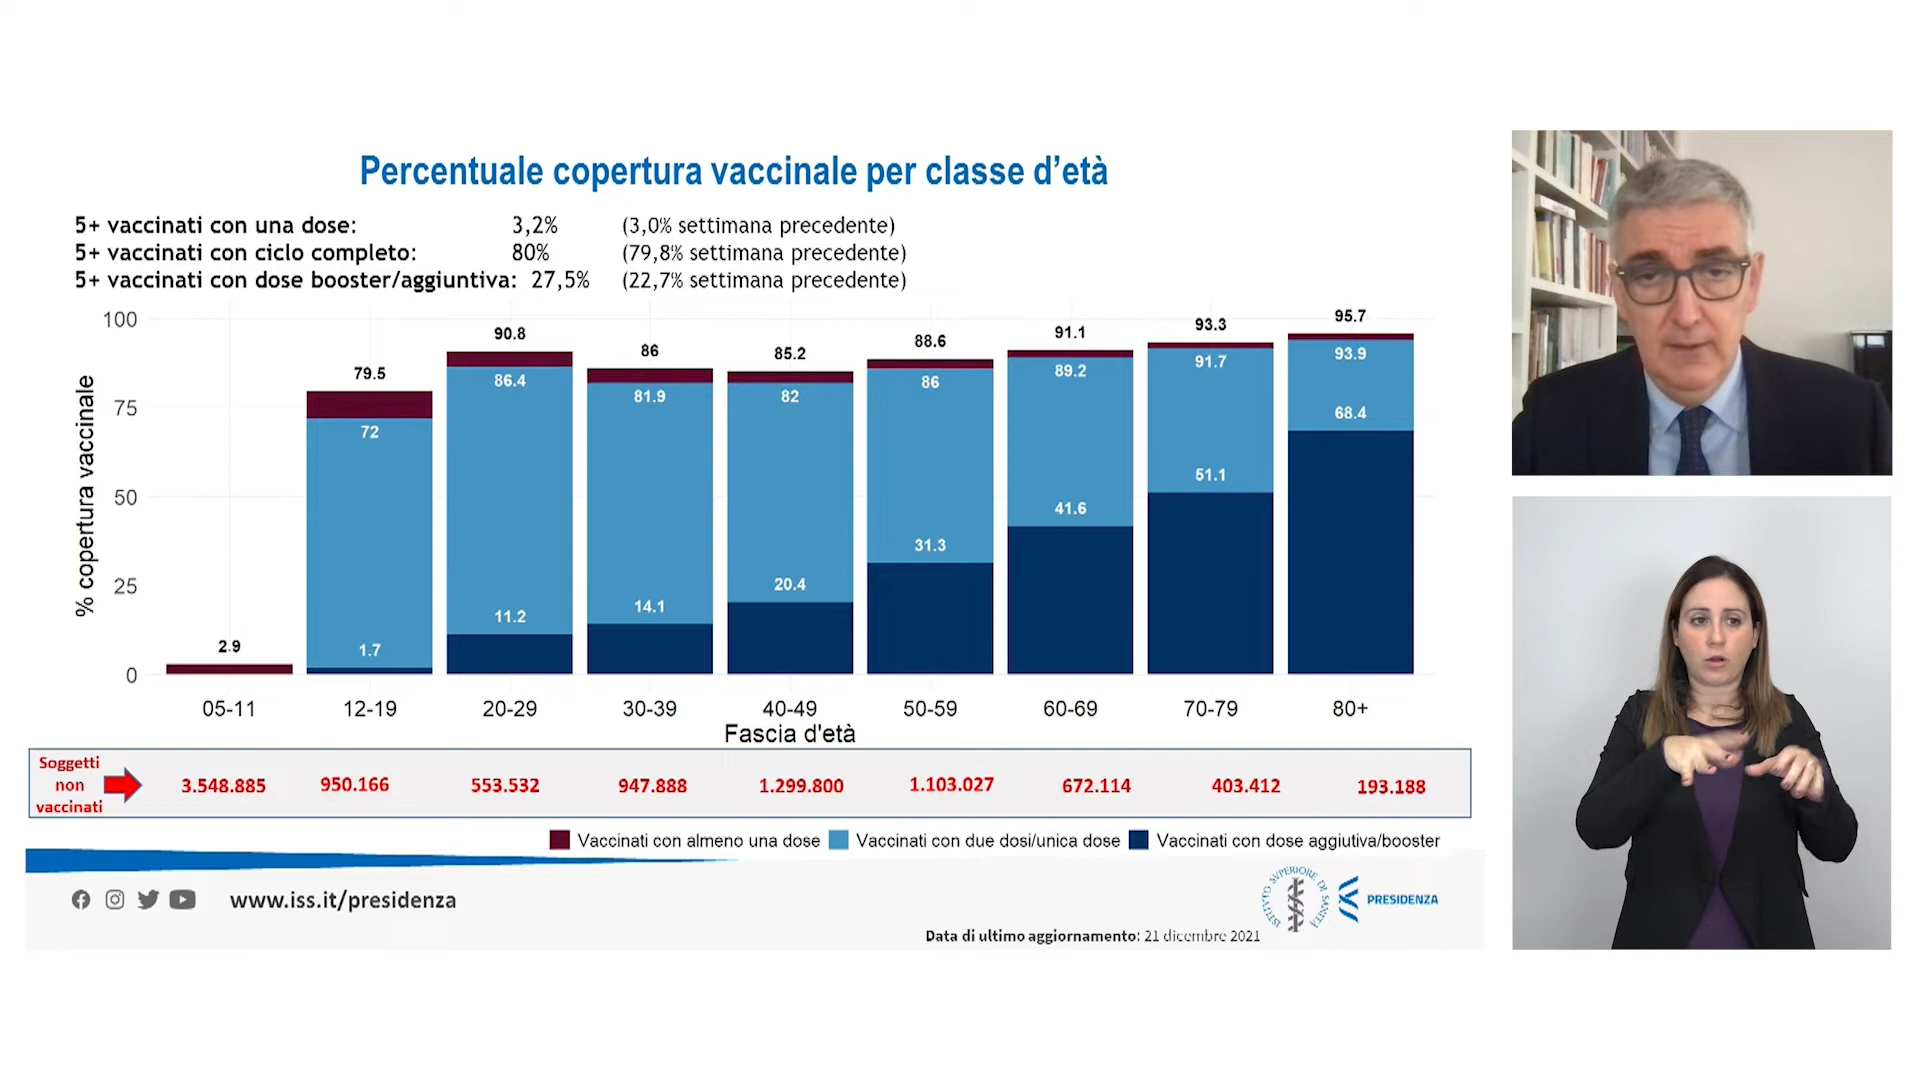 Percentuale copertura vaccinale per classe d'età
5+ vaccinati con una dose: 3,2% (3,0% settimana precedente)
5+ vaccinati con ciclo completo: 80% (79,8% settimana precedente)
5+ vaccinati con dose booster/aggiuntiva: 27,5% (22,7% settimana precedente)
% copertura vaccinale
100
75
50
25
0
2.9
79.5
72
1.7
90.8
86.4
11.2
86
81.9
14.1
85.2
82
20.4
88.6
86
31.3
91.1
89.2
41.6
93.3
91.7
51.1
95.7
93.9
68.4
05-11 12-19 20-29 30-39 40-49 50-59 60-69 70-79 80+
Fascia d'età
Soggetti
non
vaccinati
3.548.885 950.166 553.532 947.888 1.299.800 1.103.027 672.114 403.412 193.188
Vaccinati con almeno una dose Vaccinati con due dosi/unica dose Vaccinati con dose aggiutiva/booster
www.iss.it/presidenza
ISTITVTO SVPERIORE DI SANITÀ
PRESIDENZA
Data di ultimo aggiornamento: 21 dicembre 2021